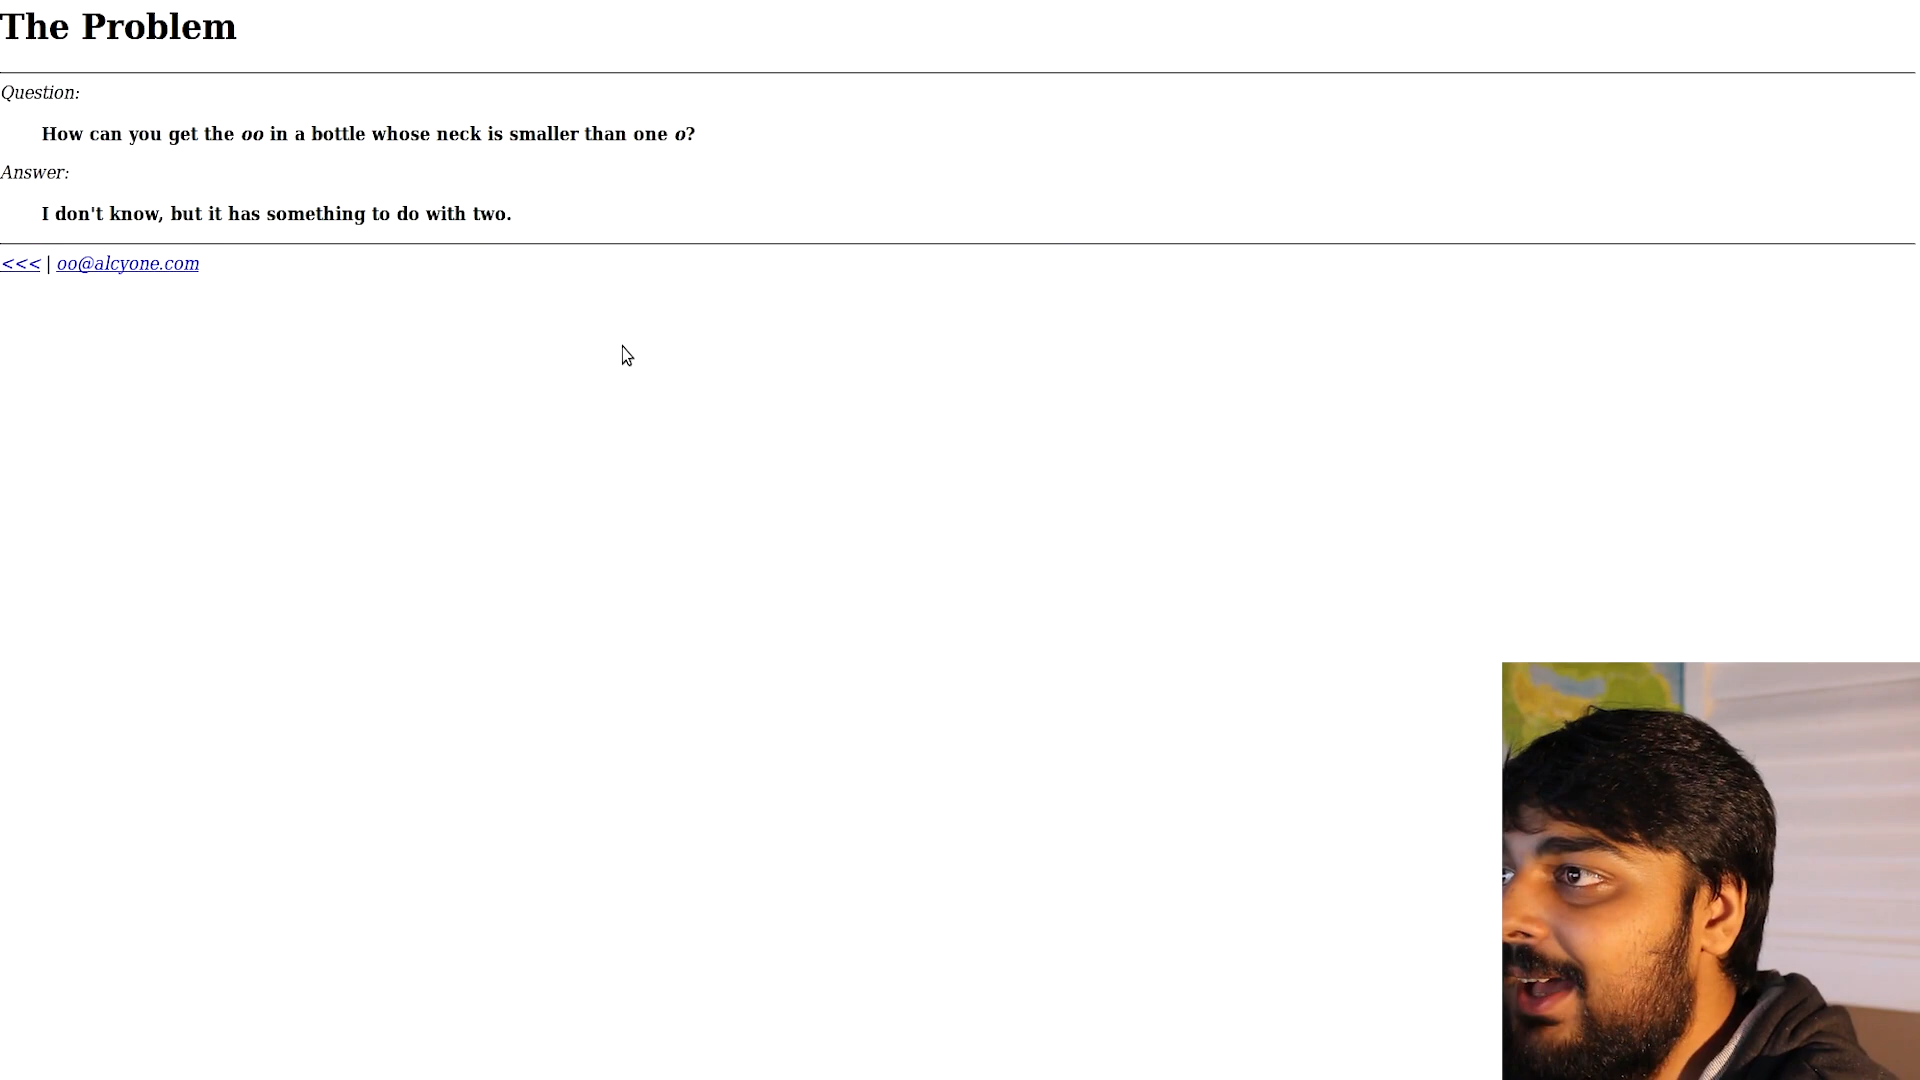 The Problem
Question:
How can you get the oo in a bottle whose neck is smaller than one o?
Answer:
I don't know, but it has something to do with two.
<<< | oo@alcyone.com